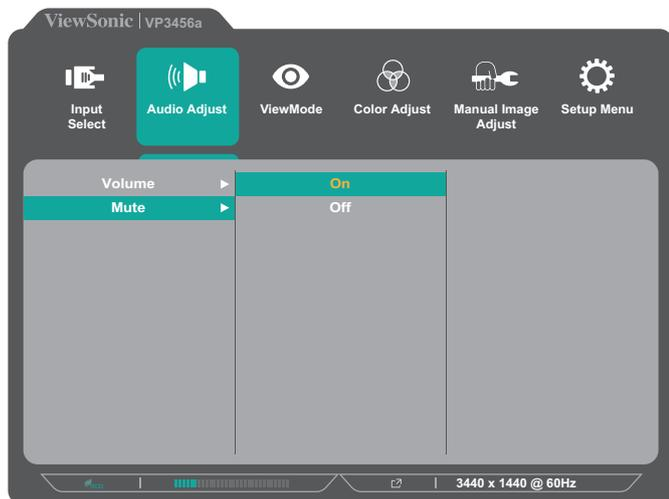 ViewSonic | VP3456a
Input
Select
Audio Adjust
ViewMode
Color Adjust
Manual Image
Adjust
Setup Menu
Volume
On
Mute
Off
eco
3440 x 1440 @ 60Hz